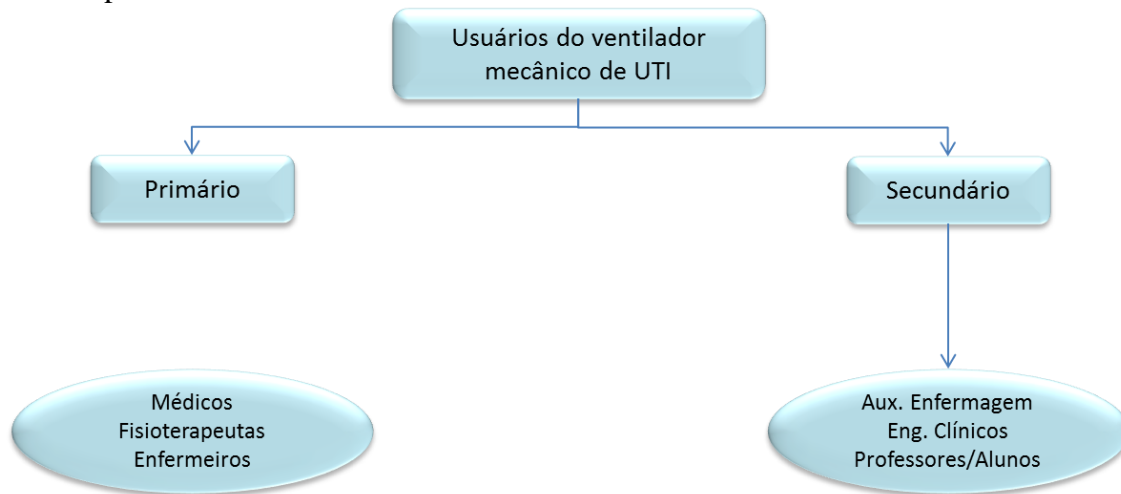 Usuários do ventilador
mecânico de UTI
Primário
Secundário
Médicos
Fisioterapeutas
Enfermeiros
Aux. Enfermagem
Eng. Clínicos
Professores/Alunos